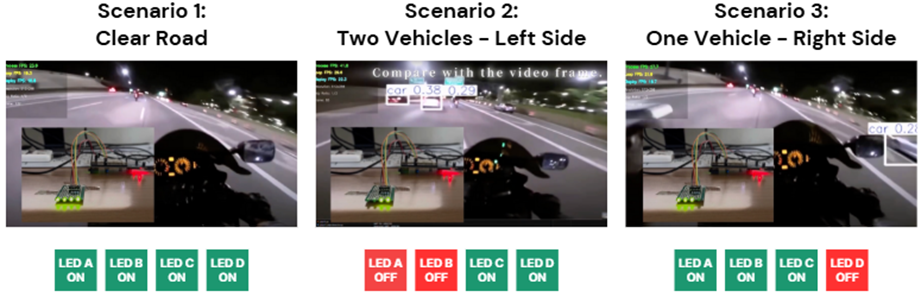 Scenario 1:
Clear Road
Scenario 2:
Two Vehicles - Left Side
Scenario 3:
One Vehicle - Right Side
Compare with the video frame.
car 0.38 0.29
car 0.28
LED A ON
LED B ON
LED C ON
LED D ON
LED A OFF
LED B OFF
LED C ON
LED D ON
LED A ON
LED B ON
LED C ON
LED D OFF